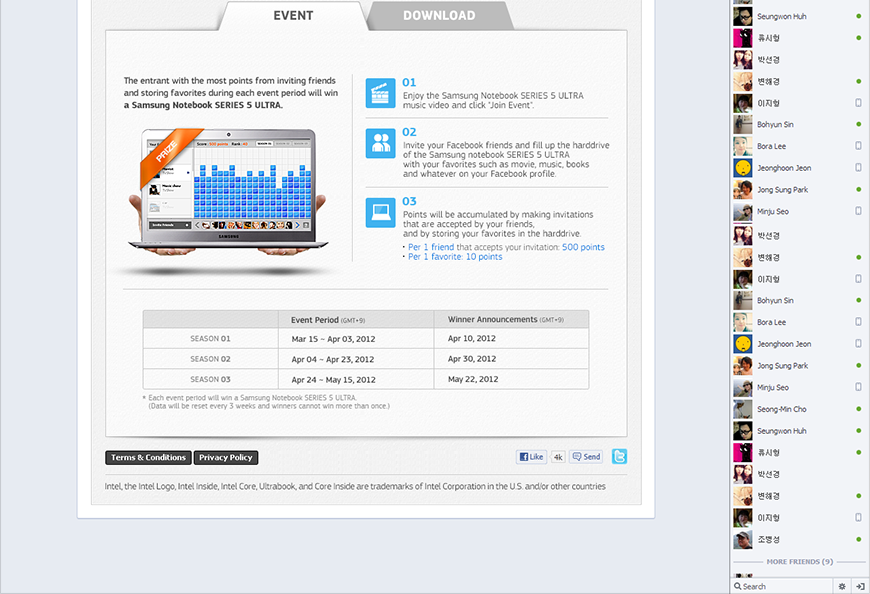 EVENT
DOWNLOAD
The entrant with the most points from inviting friends
and storing favorites during each event period will win
a Samsung Notebook SERIES 5 ULTRA.
PRIZE
SAMSUNG
01
Enjoy the Samsung Notebook SERIES 5 ULTRA
music video and click "Join Event".
02
Invite your Facebook friends and fill up the harddrive
of the Samsung notebook SERIES 5 ULTRA
with your favorites such as movie, music, books
and whatever on your Facebook profile.
03
Points will be accumulated by making invitations
that are accepted by your friends,
and by storing your favorites in the harddrive.
• Per 1 friend that accepts your invitation: 500 points
• Per 1 favorite: 10 points
Event Period (GMT+9) Winner Announcements (GMT+9)
SEASON 01 Mar 15 ~ Apr 03, 2012 Apr 10, 2012
SEASON 02 Apr 04 ~ Apr 23, 2012 Apr 30, 2012
SEASON 03 Apr 24 ~ May 15, 2012 May 22, 2012
* Each event period will win a Samsung Notebook SERIES 5 ULTRA.
(Data will be reset every 3 weeks and winners cannot win more than once.)
Terms & Conditions Privacy Policy
Like 4k Send
Intel, the Intel Logo, Intel Inside, Intel Core, Ultrabook, and Core Inside are trademarks of Intel Corporation in the U.S. and/or other countries
Seungwon Huh
류시형
박선경
변해경
이지형
Bohyun Sin
Bora Lee
Jeonghoon Jeon
Jong Sung Park
Minju Seo
박선경
변해경
이지형
Bohyun Sin
Bora Lee
Jeonghoon Jeon
Jong Sung Park
Minju Seo
Seong-Min Cho
Seungwon Huh
류시형
박선경
변해경
이지형
조병성
MORE FRIENDS (9)
Search